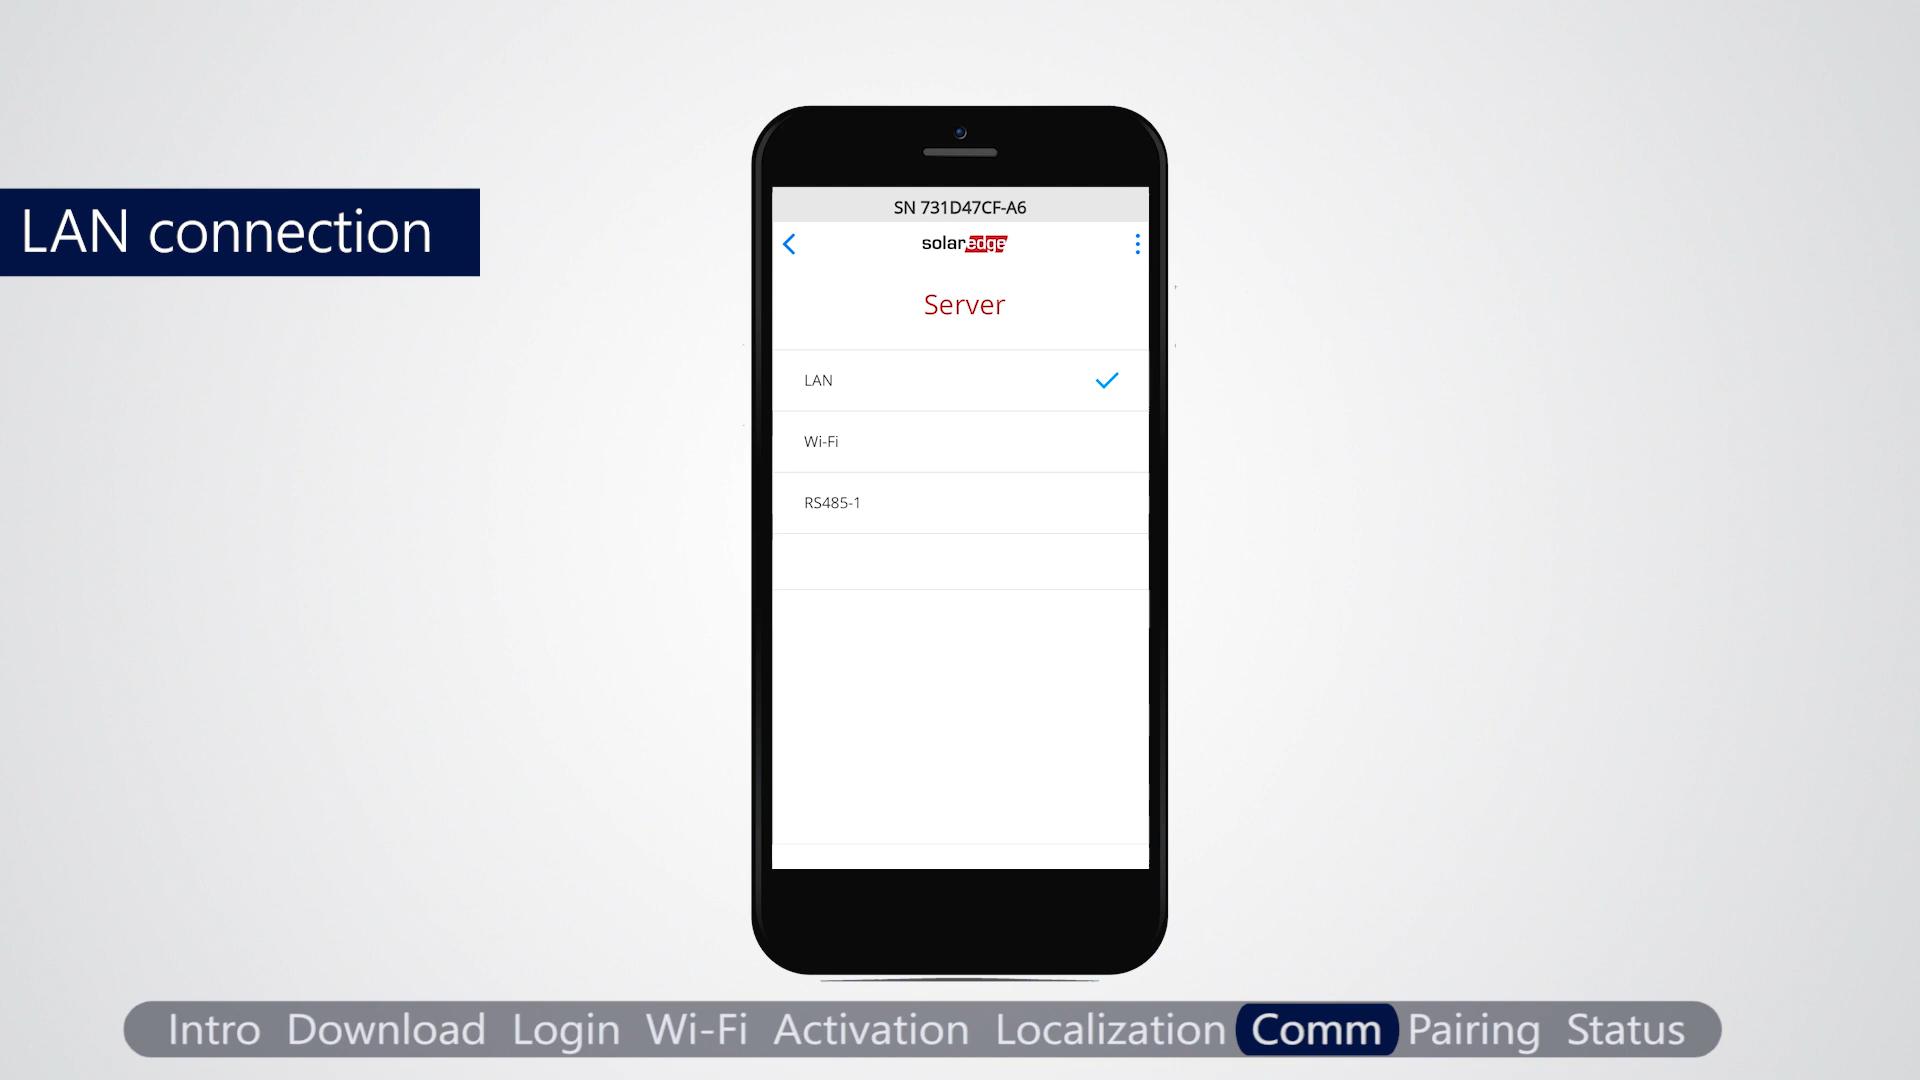 LAN connection
SN 731D47CF-A6
solaredge
Server
LAN
Wi-Fi
RS485-1
Intro Download Login Wi-Fi Activation Localization Comm Pairing Status